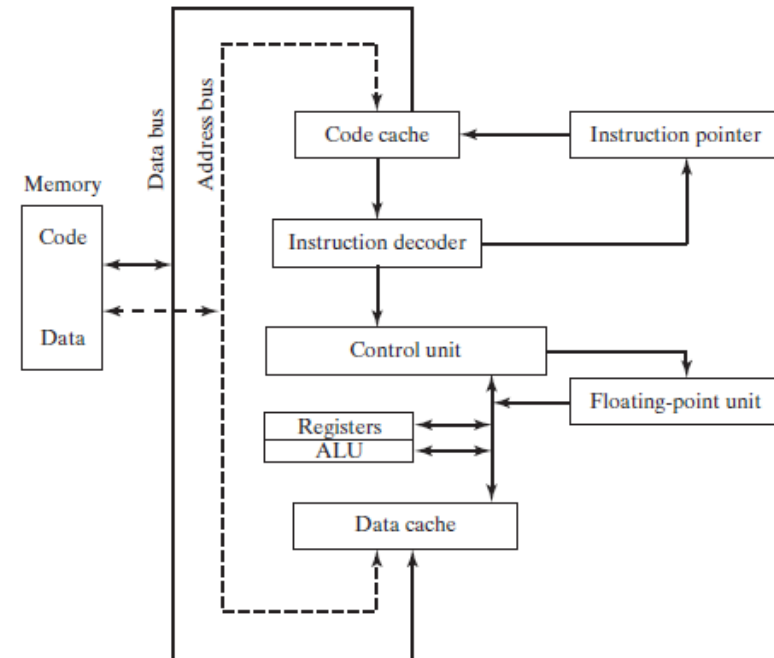 Data bus
Address bus
Code cache
Instruction pointer
Memory
Code
Data
Instruction decoder
Control unit
Floating-point unit
Registers
ALU
Data cache